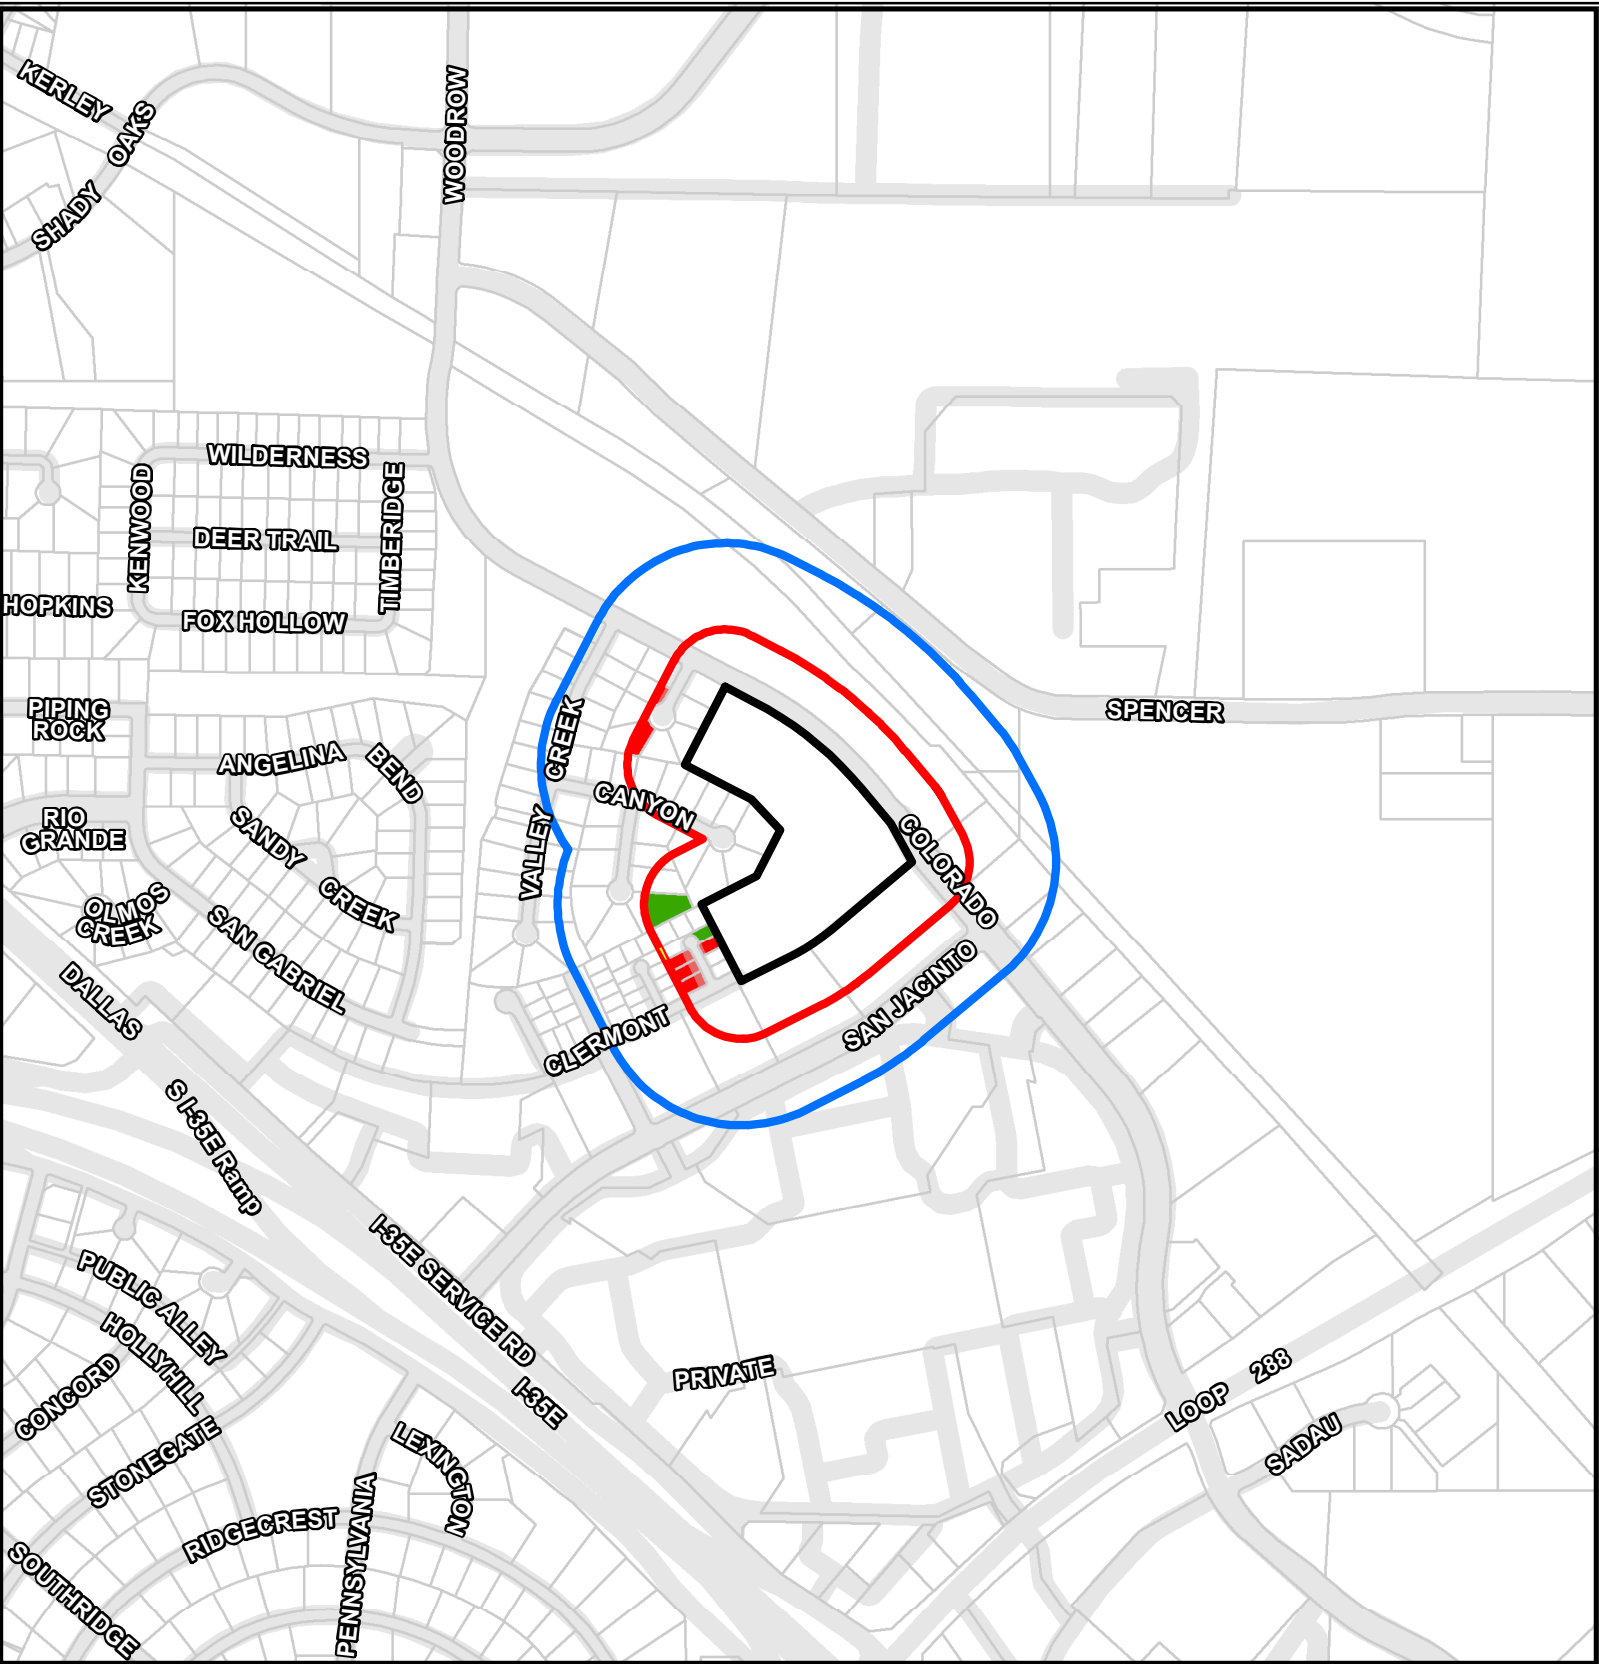 KERLEY
SHADY OAKS
WOODROW
WILDERNESS
KENWOOD
DEER TRAIL
TIMBERIDGE
HOPKINS
FOX HOLLOW
PIPING
ROCK
SPENCER
ANGELINA
BEND
CREEK
CANYON
RIO
GRANDE
SANDY CREEK
VALLEY
COLORADO
OLMOS
CREEK
SAN GABRIEL
DALLAS
SAN JACINTO
CLERMONT
S I-35E Ramp
I-35E SERVICE RD
PUBLIC ALLEY
HOLLYHILL
CONCORD
PRIVATE
I-35E
LOOP 288
STONEGATE
LEXINGTON
SADAU
RIDGECREST
PENNSYLVANIA
SOUTHRIDGE